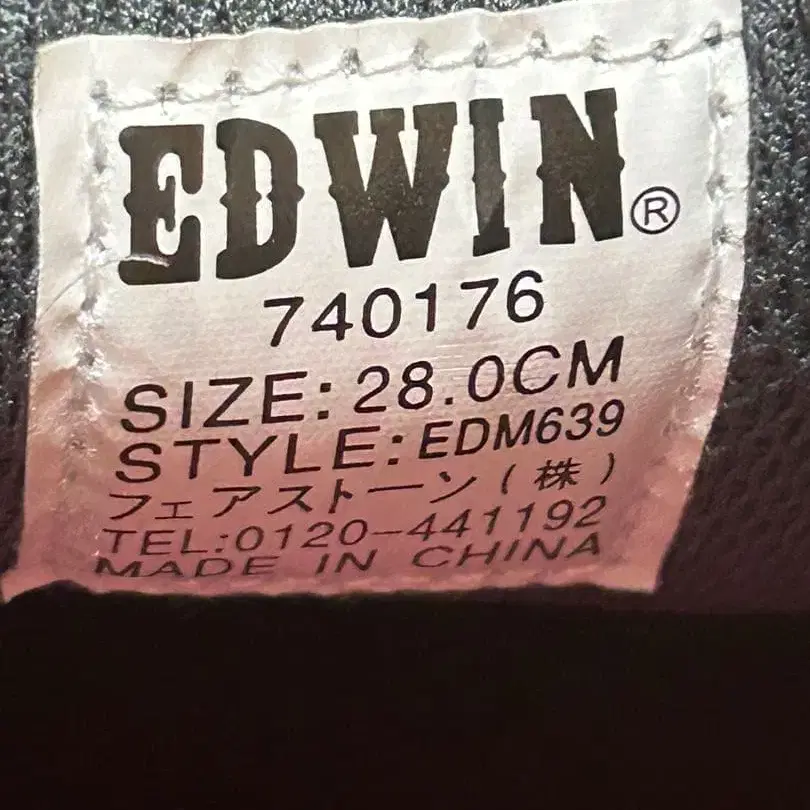 EDWIN®
740176
SIZE:28.0CM
STYLE:EDM639
フェアストーン(株)
TEL:0120-441192
MADE IN CHINA